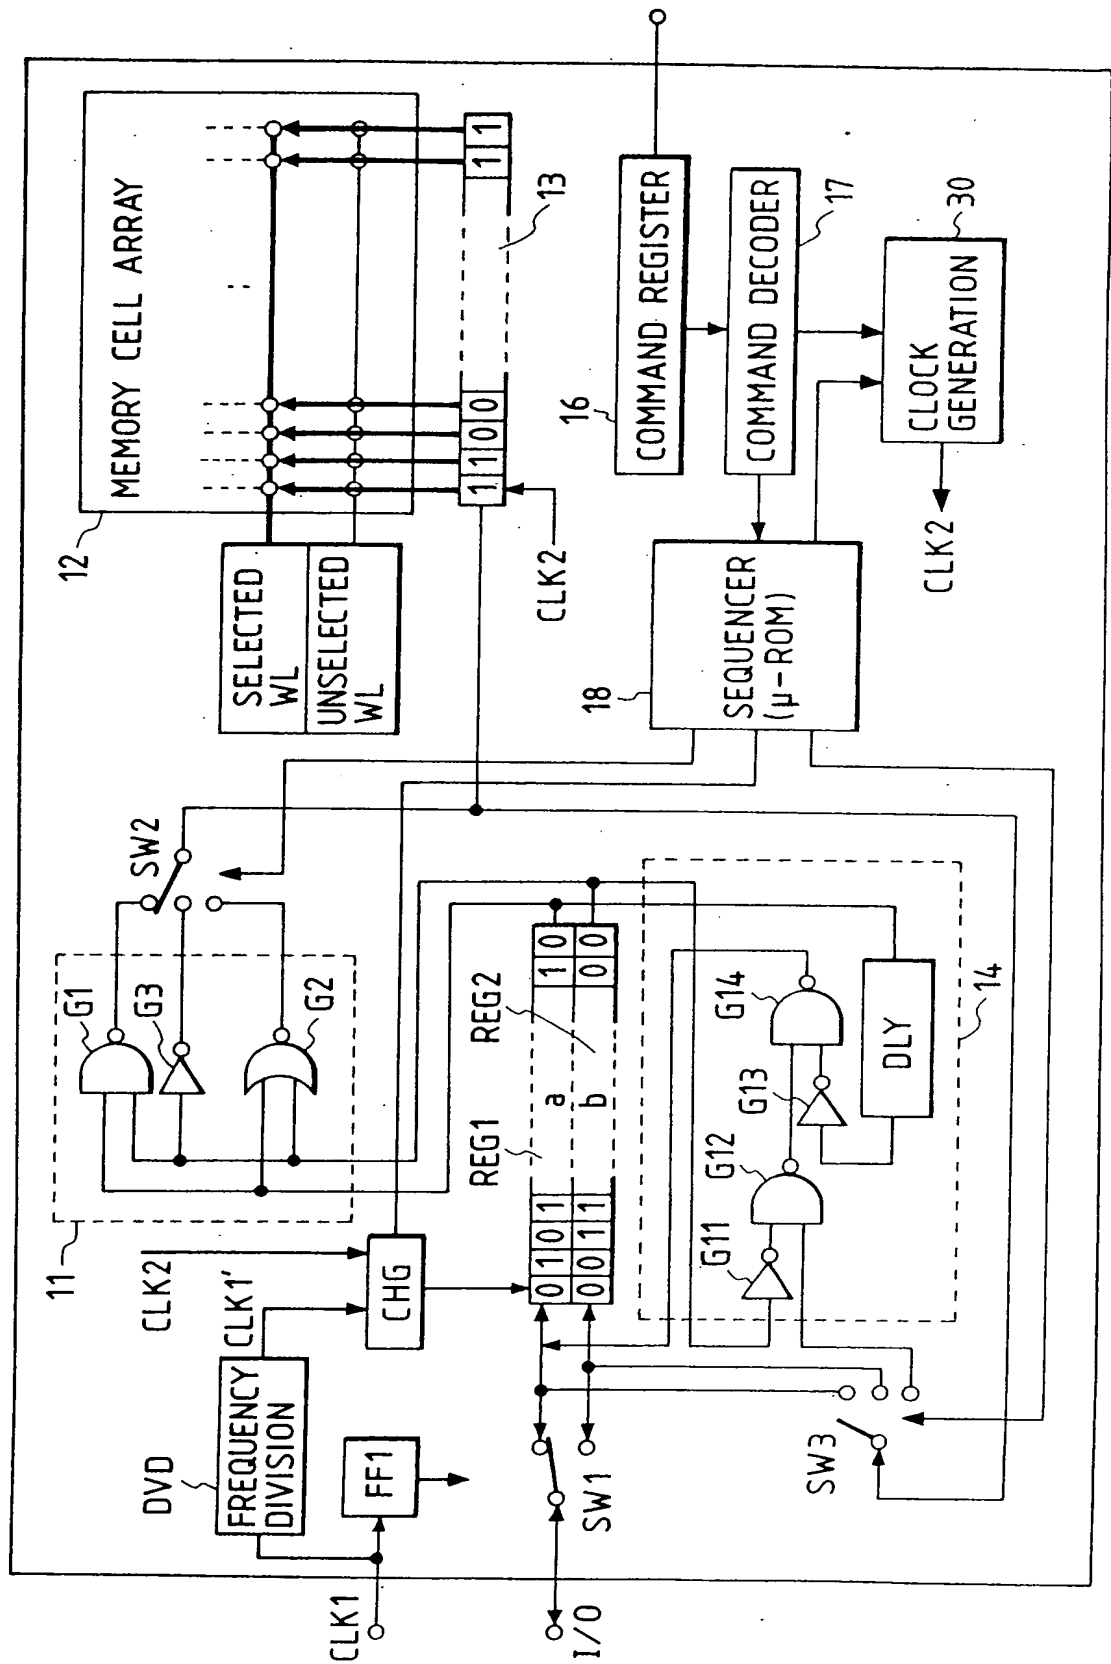 CLK1
I/O
DVD
FREQUENCY
DIVISION
FF1
CLK1'
CLK2
CHG
11
G1
G3
G2
SW2
SW1
SW3
REG1
REG2
0 1 0 1
a
1 0
0 0 1 1
b
0 0
G11
G12
G13
G14
DLY
14
12
MEMORY CELL ARRAY
SELECTED
WL
UNSELECTED
WL
1 1 0 0
1 1
13
CLK2
16
COMMAND REGISTER
COMMAND DECODER
17
18
SEQUENCER
(μ-ROM)
30
CLOCK
GENERATION
CLK2